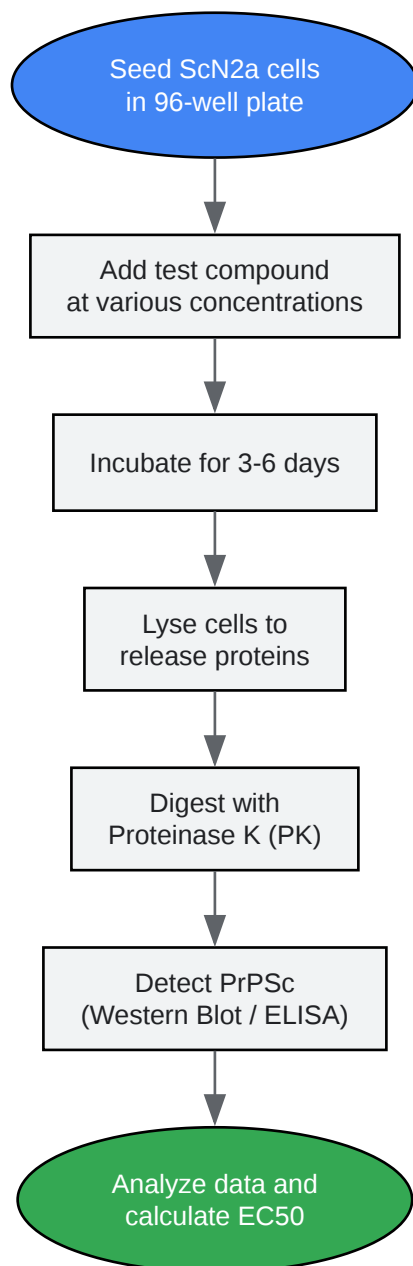 Seed ScN2a cells
in 96-well plate
Add test compound
at various concentrations
Incubate for 3-6 days
Lyse cells to
release proteins
Digest with
Proteinase K (PK)
Detect PrPSc
(Western Blot / ELISA)
Analyze data and
calculate EC50